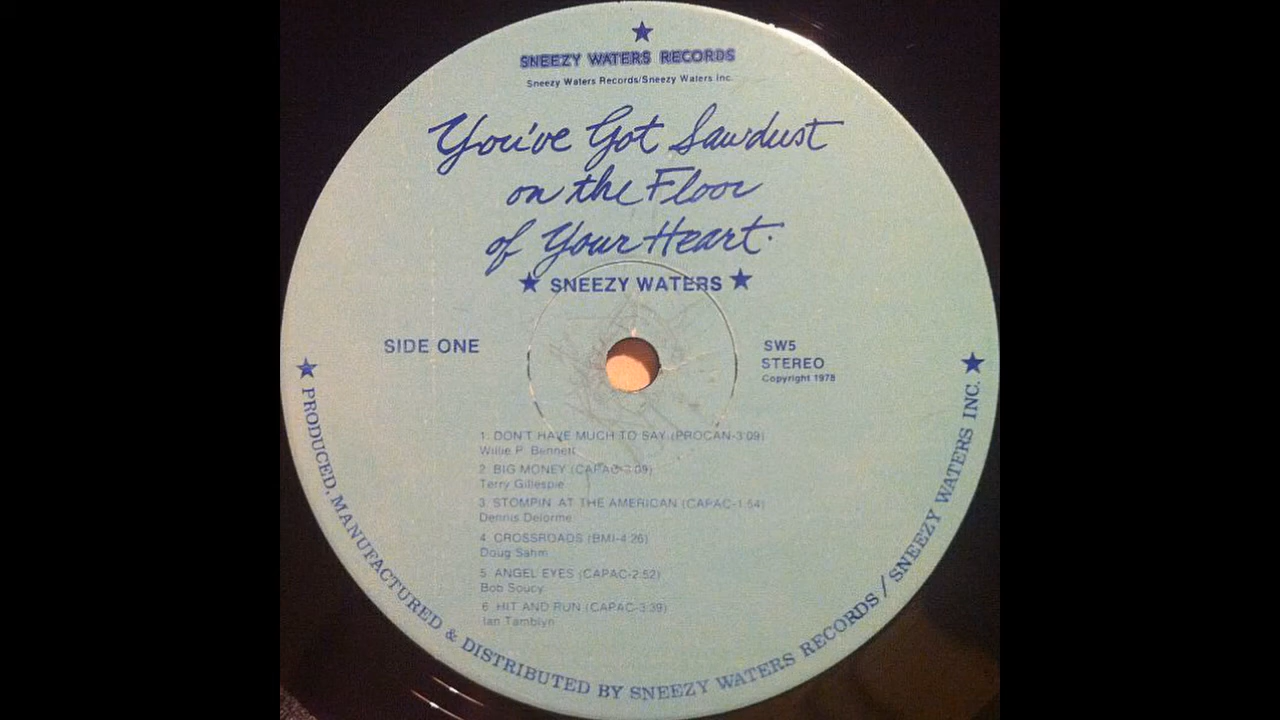 SNEEZY WATERS RECORDS
Sneezy Waters Records/Sneezy Waters Inc.
You've Got Sawdust
on the Floor
of Your Heart.
★ SNEEZY WATERS ★
SIDE ONE
SW5
STEREO
Copyright 1978
1. DON'T HAVE MUCH TO SAY (PROCAN-3:09)
Willie P. Bennett
2. BIG MONEY (CAPAC-3:09)
Terry Gillespie
3. STOMPIN' AT THE AMERICAN (CAPAC-1:54)
Dennis Delorme
4. CROSSROADS (BMI-4:26)
Doug Sahm
5. ANGEL EYES (CAPAC-2:52)
Bob Soucy
6. HIT AND RUN (CAPAC-3:39)
Ian Tamblyn
★ PRODUCED, MANUFACTURED & DISTRIBUTED BY SNEEZY WATERS RECORDS / SNEEZY WATERS INC. ★